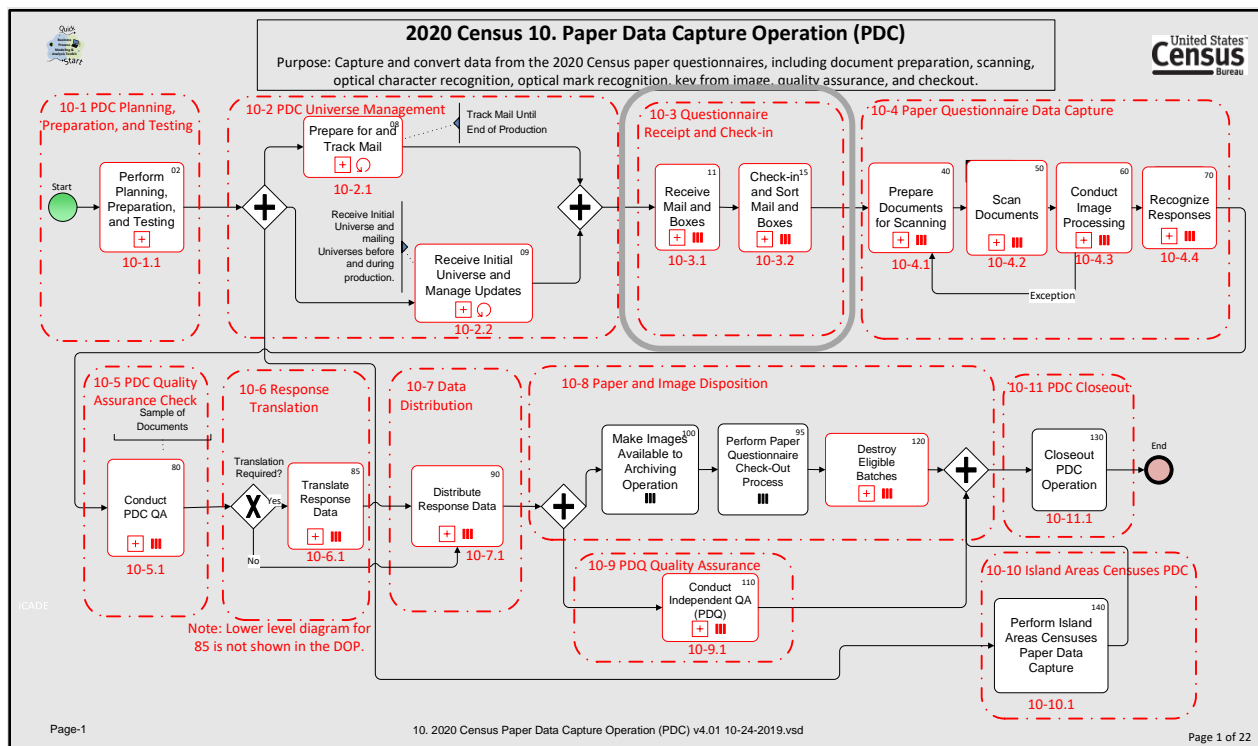 Quick
Business
Process
Modeling &
Analysis Toolkit
Start
2020 Census 10. Paper Data Capture Operation (PDC)
Purpose: Capture and convert data from the 2020 Census paper questionnaires, including document preparation, scanning,
optical character recognition, optical mark recognition, key from image, quality assurance, and checkout.
United States
Census
Bureau
10-1 PDC Planning,
Preparation, and Testing
Start
02
Perform
Planning,
Preparation,
and Testing
10-1.1
10-2 PDC Universe Management
08
Prepare for and
Track Mail
10-2.1
Track Mail Until
End of Production
Receive Initial
Universe and
mailing
Universes before
and during
production.
09
Receive Initial
Universe and
Manage Updates
10-2.2
10-3 Questionnaire
Receipt and Check-in
11
Receive
Mail and
Boxes
10-3.1
15
Check-in
and Sort
Mail and
Boxes
10-3.2
10-4 Paper Questionnaire Data Capture
40
Prepare
Documents
for Scanning
10-4.1
50
Scan
Documents
10-4.2
60
Conduct
Image
Processing
10-4.3
70
Recognize
Responses
10-4.4
Exception
10-5 PDC Quality
Assurance Check
Sample of
Documents
80
Conduct
PDC QA
10-5.1
10-6 Response
Translation
Translation
Required?
Yes
No
85
Translate
Response
Data
10-6.1
Note: Lower level diagram for
85 is not shown in the DOP.
10-7 Data
Distribution
90
Distribute
Response Data
10-7.1
10-8 Paper and Image Disposition
100
Make Images
Available to
Archiving
Operation
95
Perform Paper
Questionnaire
Check-Out
Process
120
Destroy
Eligible
Batches
10-9 PDQ Quality Assurance
110
Conduct
Independent QA
(PDQ)
10-9.1
10-11 PDC Closeout
130
Closeout
PDC
Operation
10-11.1
End
10-10 Island Areas Censuses PDC
140
Perform Island
Areas Censuses
Paper Data
Capture
10-10.1
iCADE
Page-1
10. 2020 Census Paper Data Capture Operation (PDC) v4.01 10-24-2019.vsd
Page 1 of 22